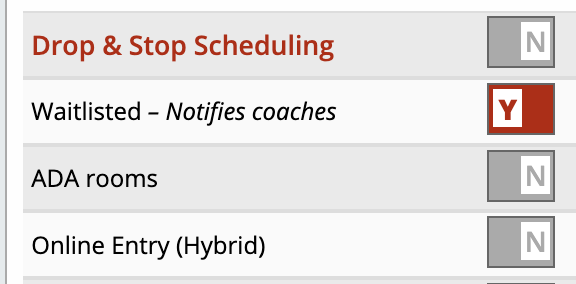 Drop & Stop Scheduling N
Waitlisted – Notifies coaches Y
ADA rooms N
Online Entry (Hybrid) N